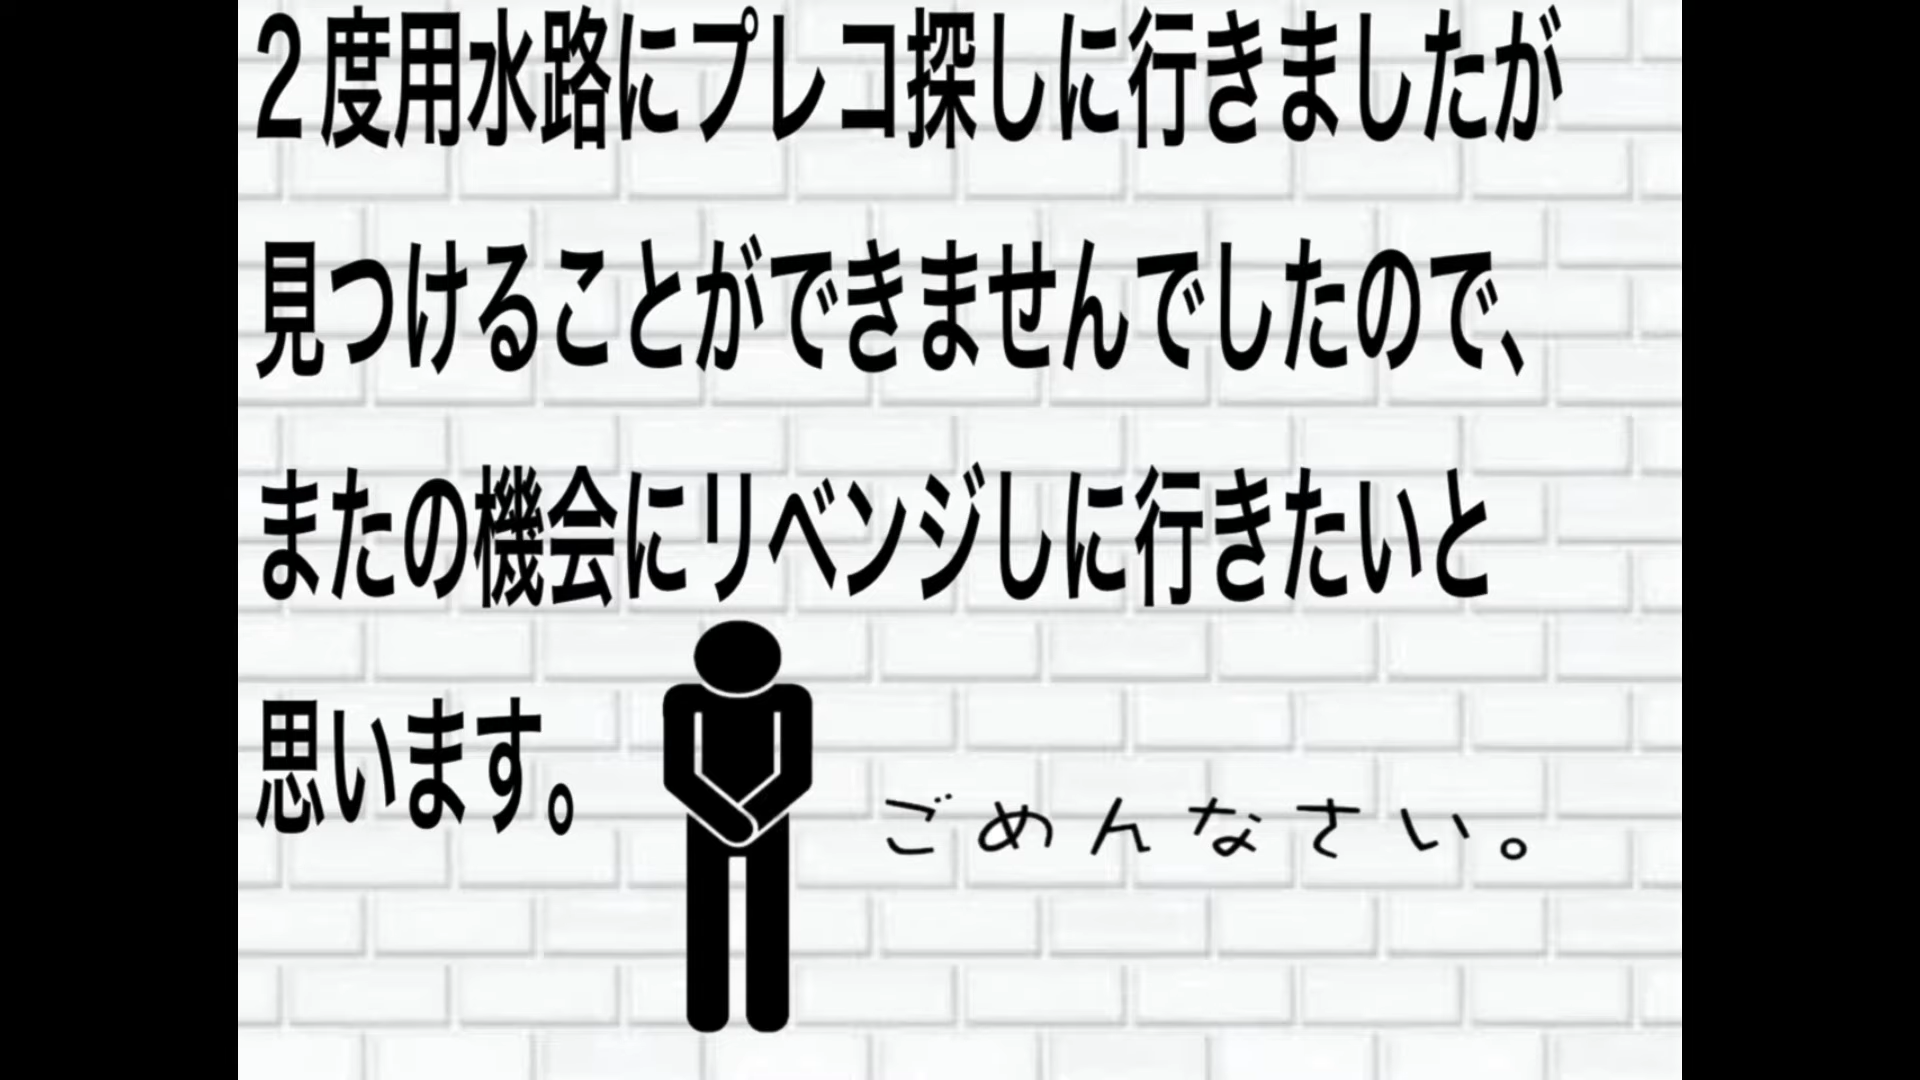 ２度用水路にプレコ探しに行きましたが
見つけることができませんでしたので、
またの機会にリベンジしに行きたいと
思います。
ごめんなさい。